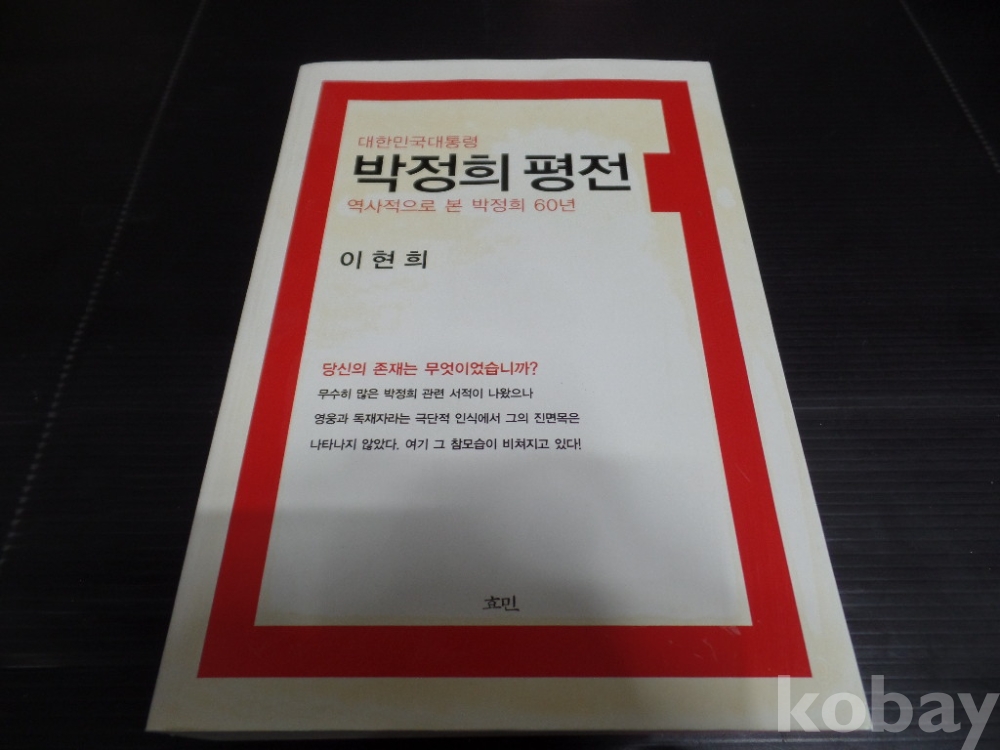 대한민국대통령
박정희 평전
역사적으로 본 박정희 60년
이현희
당신의 존재는 무엇이었습니까?
무수히 많은 박정희 관련 서적이 나왔으나
영웅과 독재자라는 극단적 인식에서 그의 진면목은
나타나지 않았다. 여기 그 참모습이 비쳐지고 있다!
효민
kobay